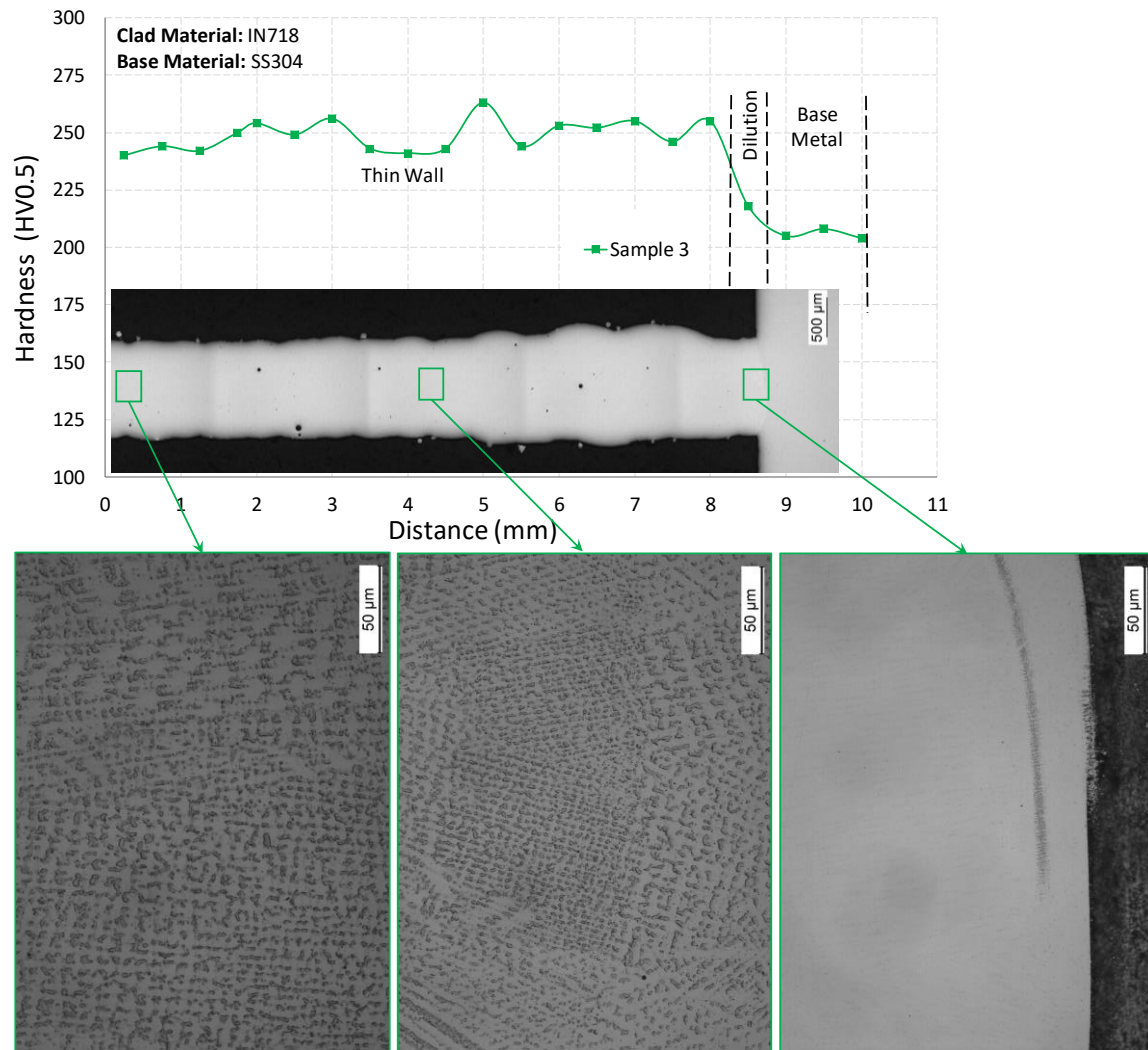 300
275
250
225
200
175
150
125
100
Hardness (HV0.5)
Clad Material: IN718
Base Material: SS304
Thin Wall
Dilution
Base
Metal
Sample 3
500 µm
0 1 2 3 4 5 6 7 8 9 10 11
Distance (mm)
50 µm
50 µm
50 µm